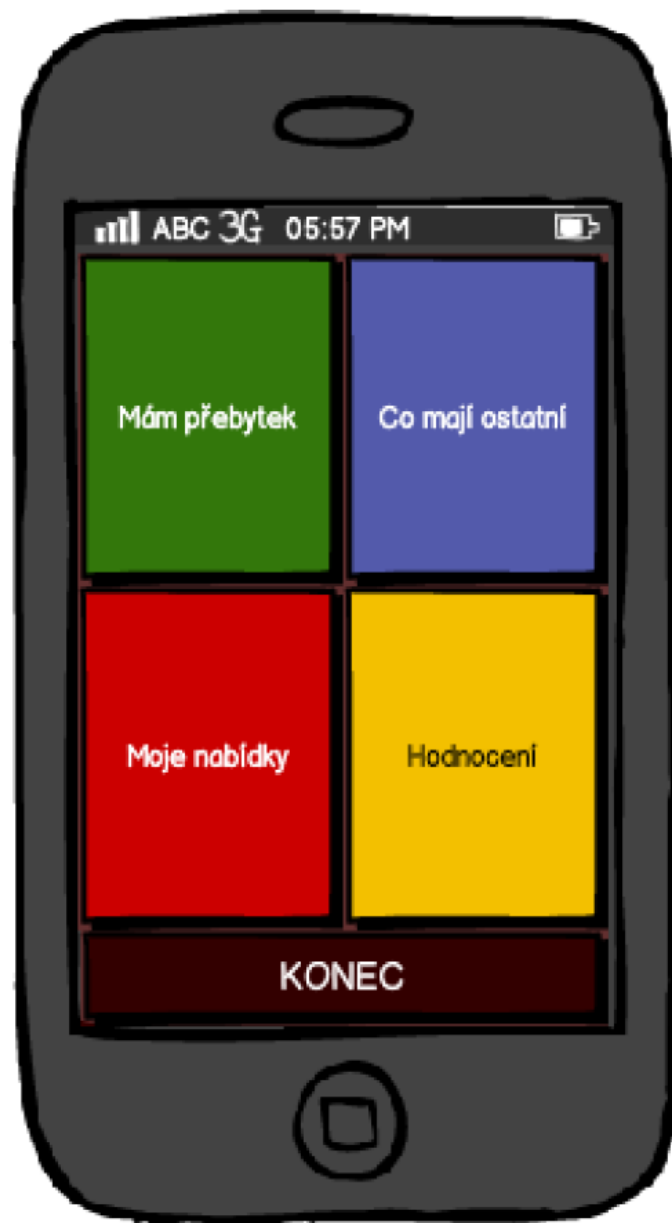 ABC 3G 05:57 PM
Mám přebytek
Co mají ostatní
Moje nabídky
Hodnocení
KONEC